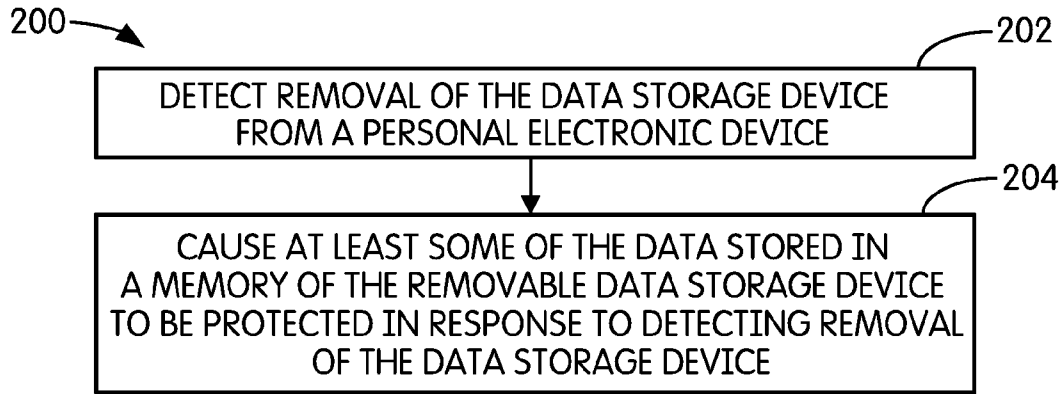 200
202
DETECT REMOVAL OF THE DATA STORAGE DEVICE
FROM A PERSONAL ELECTRONIC DEVICE
204
CAUSE AT LEAST SOME OF THE DATA STORED IN
A MEMORY OF THE REMOVABLE DATA STORAGE DEVICE
TO BE PROTECTED IN RESPONSE TO DETECTING REMOVAL
OF THE DATA STORAGE DEVICE